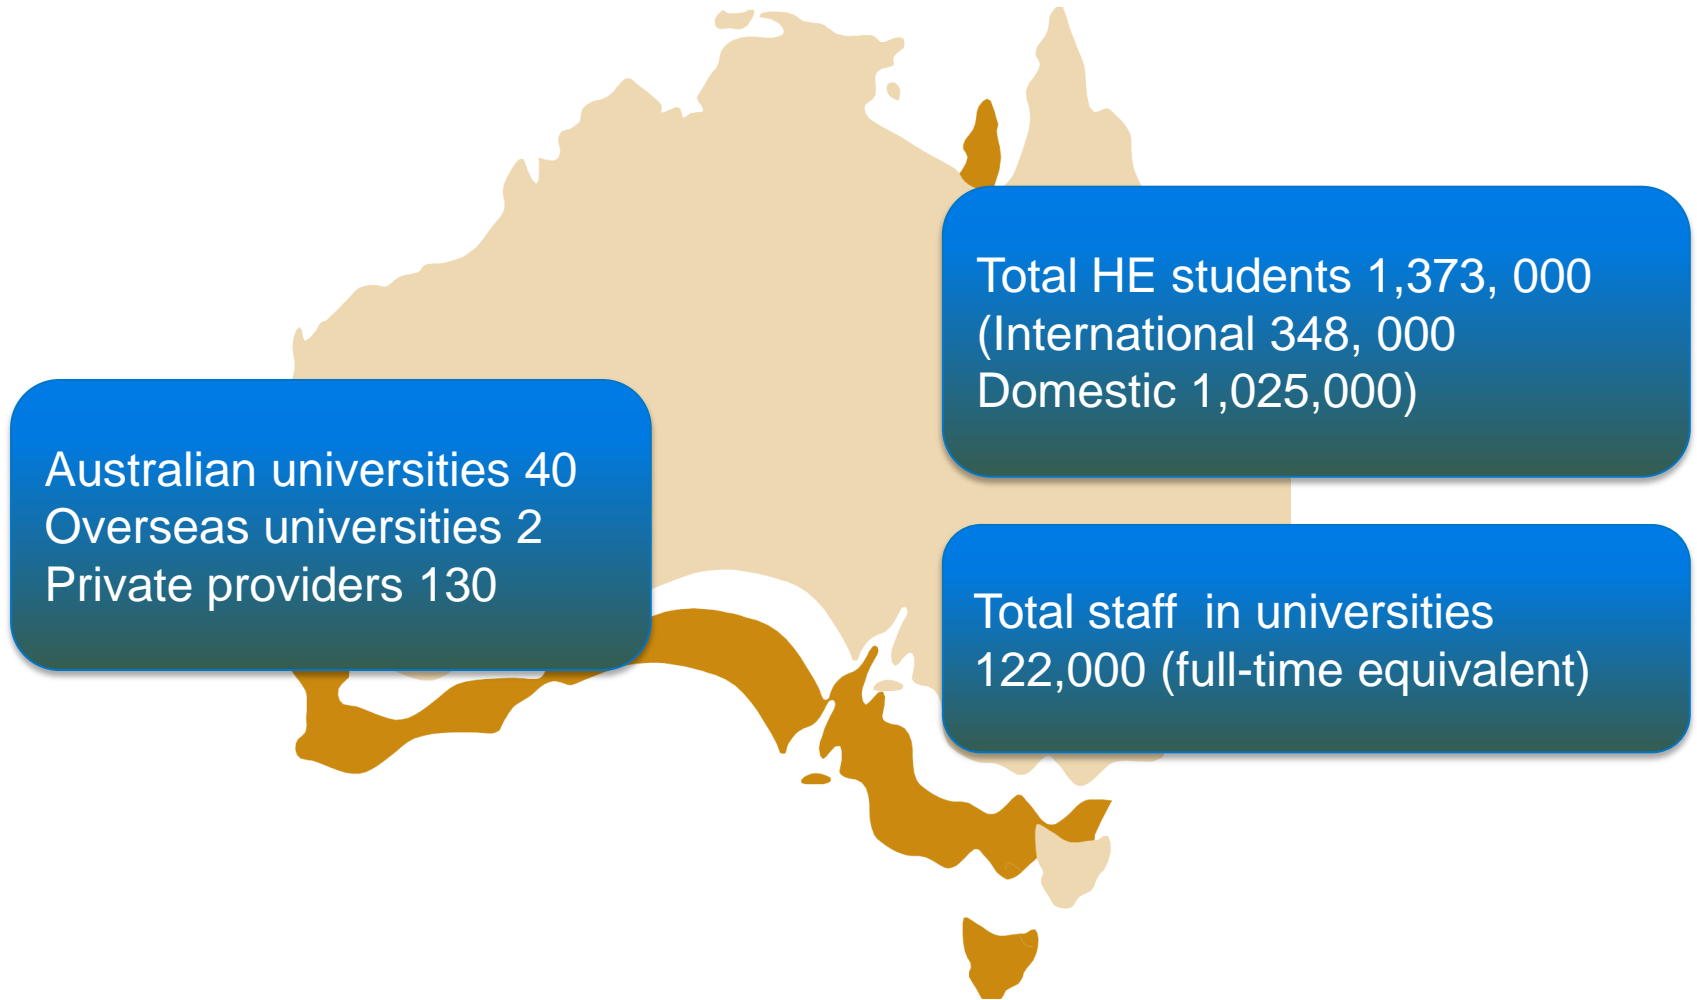 Total HE students 1,373, 000
(International 348, 000
Domestic 1,025,000)
Australian universities 40
Overseas universities 2
Private providers 130
Total staff  in universities
122,000 (full-time equivalent)